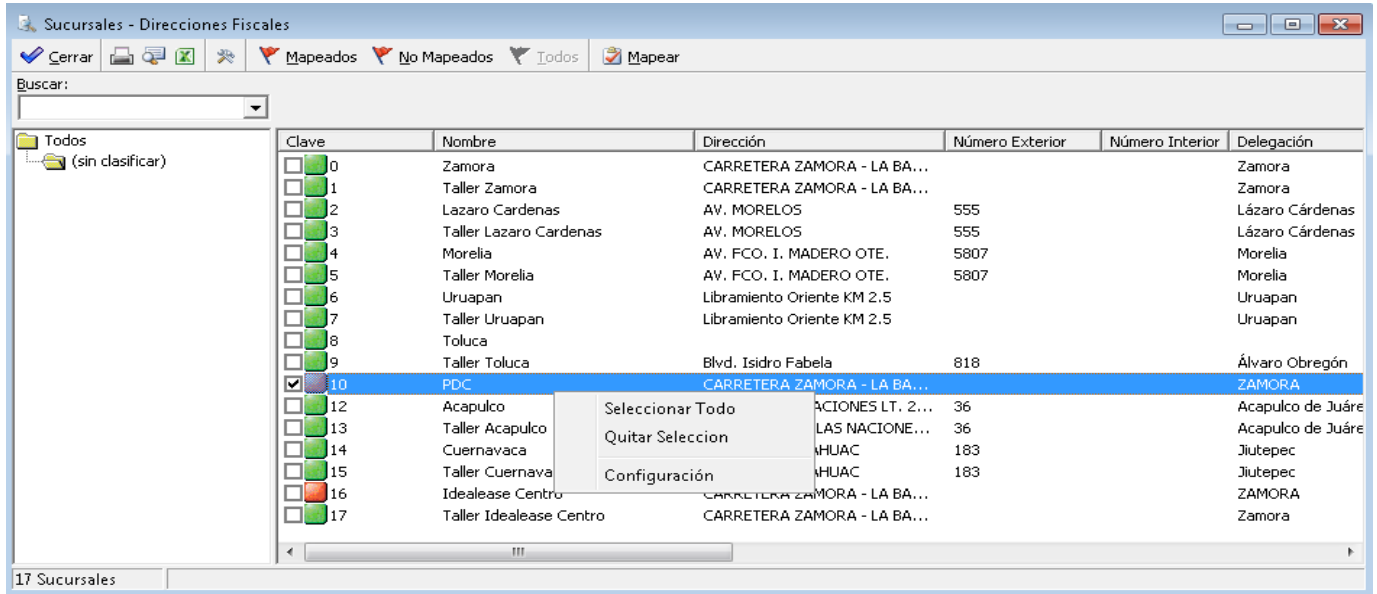 Sucursales - Direcciones Fiscales
Cerrar Mapeados No Mapeados Todos Mapear
Buscar:
Todos
(sin clasificar)
Clave Nombre Dirección Número Exterior Número Interior Delegación
0 Zamora CARRETERA ZAMORA - LA BA... Zamora
1 Taller Zamora CARRETERA ZAMORA - LA BA... Zamora
2 Lazaro Cardenas AV. MORELOS 555 Lázaro Cárdenas
3 Taller Lazaro Cardenas AV. MORELOS 555 Lázaro Cárdenas
4 Morelia AV. FCO. I. MADERO OTE. 5807 Morelia
5 Taller Morelia AV. FCO. I. MADERO OTE. 5807 Morelia
6 Uruapan Libramiento Oriente KM 2.5 Uruapan
7 Taller Uruapan Libramiento Oriente KM 2.5 Uruapan
8 Toluca
9 Taller Toluca Blvd. Isidro Fabela 818 Álvaro Obregón
10 PDC CARRETERA ZAMORA - LA BA... ZAMORA
12 Acapulco ACIONES LT. 2... 36 Acapulco de Juáre
13 Taller Acapulco LAS NACIONE... 36 Acapulco de Juáre
14 Cuernavaca AHUAC 183 Jiutepec
15 Taller Cuernava AHUAC 183 Jiutepec
16 Idealease Centro CARRETERA ZAMORA - LA BA... ZAMORA
17 Taller Idealease Centro CARRETERA ZAMORA - LA BA... Zamora
Seleccionar Todo
Quitar Seleccion
Configuración
17 Sucursales